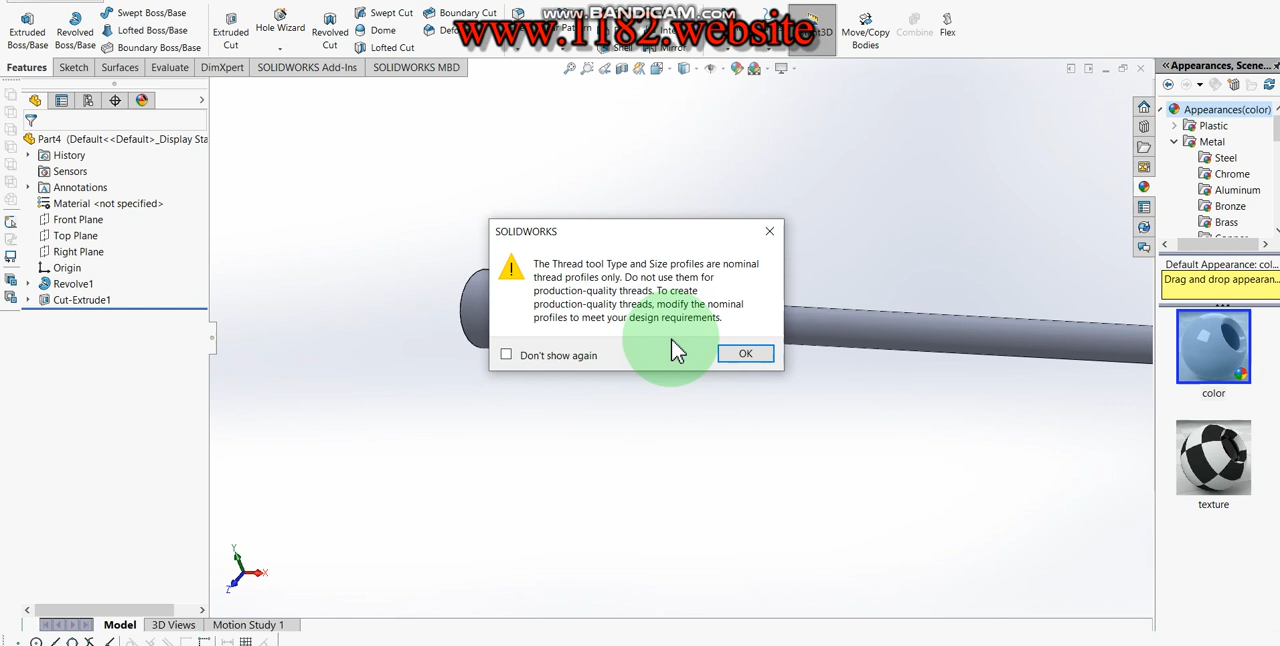 Extruded Boss/Base
Revolved Boss/Base
Swept Boss/Base
Lofted Boss/Base
Boundary Boss/Base
Extruded Cut
Hole Wizard
Revolved Cut
Swept Cut
Dome
Lofted Cut
Boundary Cut
www.BANDICAM.com
www.1182.website
Shell
Mirror
Move/Copy Bodies
Combine
Flex
Features
Sketch
Surfaces
Evaluate
DimXpert
SOLIDWORKS Add-Ins
SOLIDWORKS MBD
Part4 (Default<<Default>_Display Sta
History
Sensors
Annotations
Material <not specified>
Front Plane
Top Plane
Right Plane
Origin
Revolve1
Cut-Extrude1
SOLIDWORKS
The Thread tool Type and Size profiles are nominal
thread profiles only. Do not use them for
production-quality threads. To create
production-quality threads, modify the nominal
profiles to meet your design requirements.
Don't show again
OK
Appearances, Scene...
Appearances(color)
Plastic
Metal
Steel
Chrome
Aluminum
Bronze
Brass
Default Appearance: col...
Drag and drop appearan...
color
texture
Y
X
Z
Model
3D Views
Motion Study 1